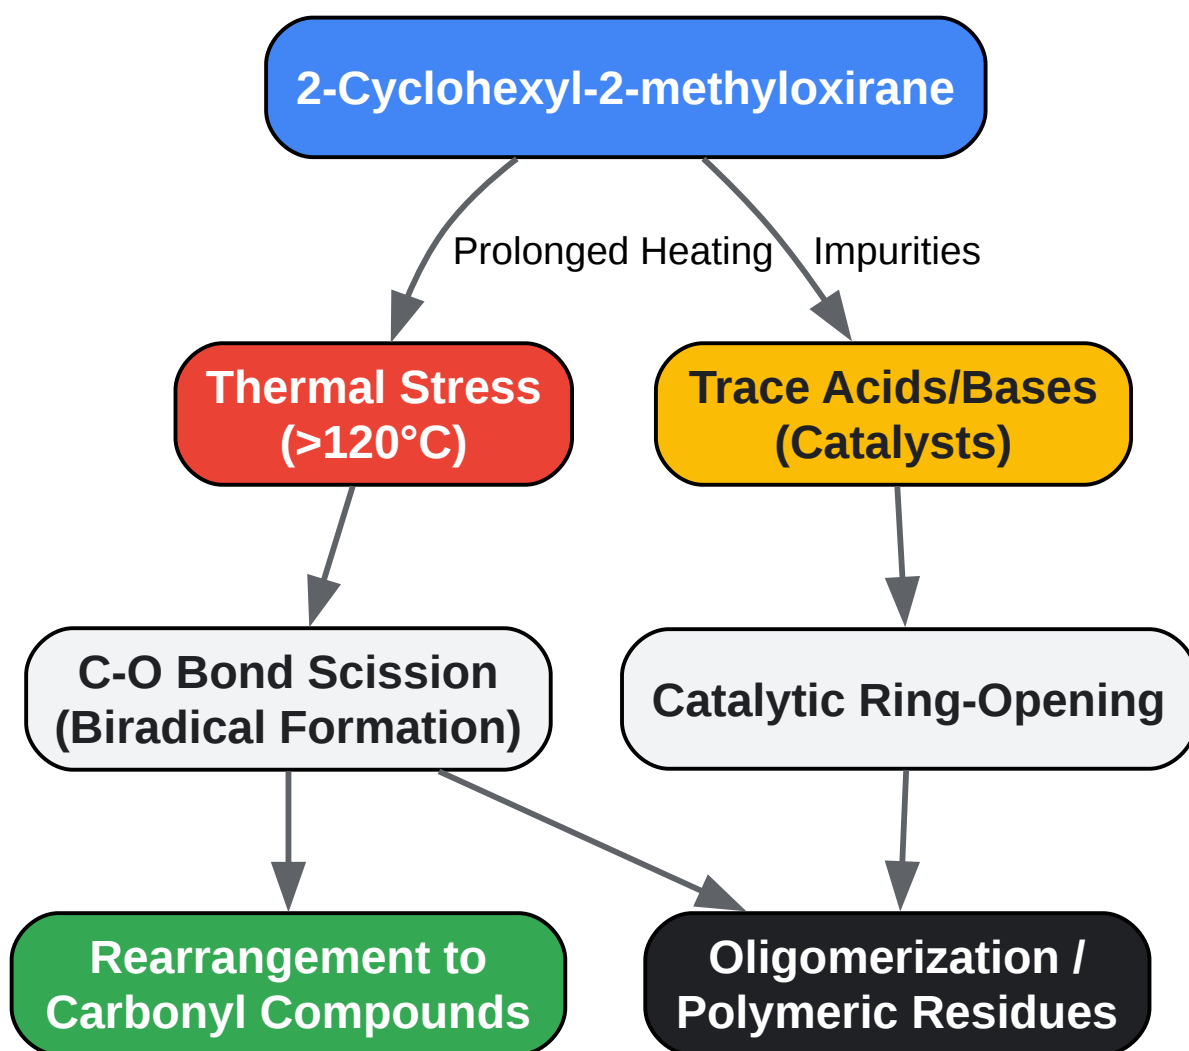 2-Cyclohexyl-2-methyloxirane
Prolonged Heating
Impurities
Thermal Stress
(>120°C)
Trace Acids/Bases
(Catalysts)
C-O Bond Scission
(Biradical Formation)
Catalytic Ring-Opening
Rearrangement to
Carbonyl Compounds
Oligomerization /
Polymeric Residues